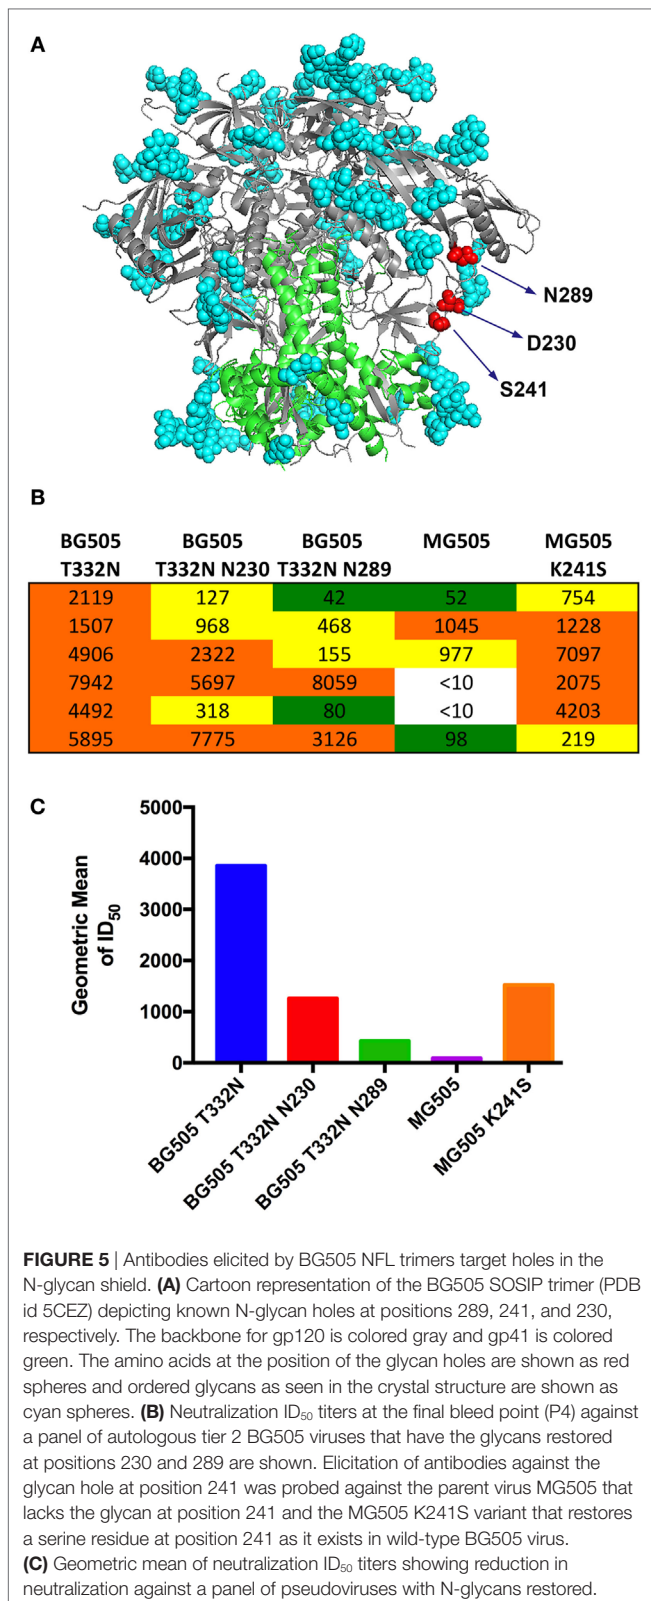 A
N289
D230
S241
B
BG505 BG505 BG505 MG505 MG505
T332N T332N N230 T332N N289 K241S
2119 127 42 52 754
1507 968 468 1045 1228
4906 2322 155 977 7097
7942 5697 8059 <10 2075
4492 318 80 <10 4203
5895 7775 3126 98 219
C
Geometric Mean
of ID50
5000
4000
3000
2000
1000
0
BG505 T332N
BG505 T332N N230
BG505 T332N N289
MG505
MG505 K241S
FIGURE 5 | Antibodies elicited by BG505 NFL trimers target holes in the
N-glycan shield. (A) Cartoon representation of the BG505 SOSIP trimer (PDB
id 5CEZ) depicting known N-glycan holes at positions 289, 241, and 230,
respectively. The backbone for gp120 is colored gray and gp41 is colored
green. The amino acids at the position of the glycan holes are shown as red
spheres and ordered glycans as seen in the crystal structure are shown as
cyan spheres. (B) Neutralization ID50 titers at the final bleed point (P4) against
a panel of autologous tier 2 BG505 viruses that have the glycans restored
at positions 230 and 289 are shown. Elicitation of antibodies against the
glycan hole at position 241 was probed against the parent virus MG505 that
lacks the glycan at position 241 and the MG505 K241S variant that restores
a serine residue at position 241 as it exists in wild-type BG505 virus.
(C) Geometric mean of neutralization ID50 titers showing reduction in
neutralization against a panel of pseudoviruses with N-glycans restored.